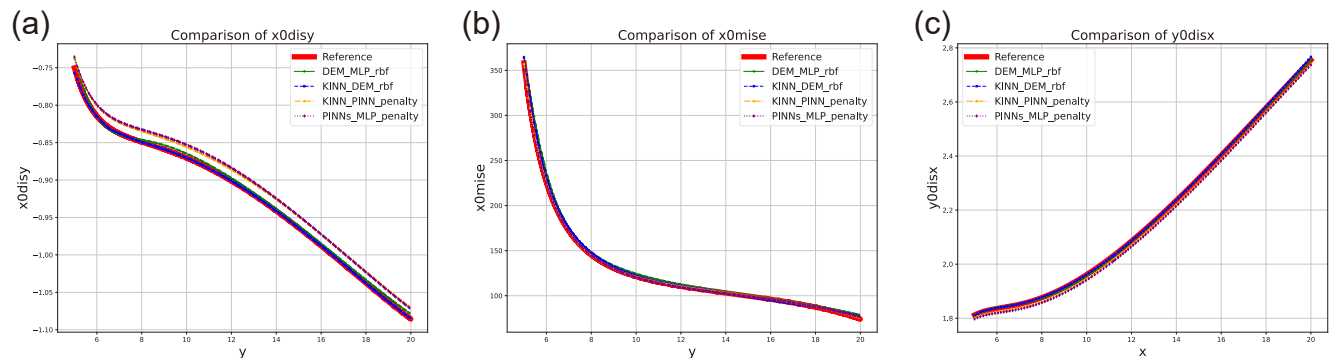 (a)
Comparison of x0disy
Reference
DEM_MLP_rbf
KINN_DEM_rbf
KINN_PINN_penalty
PINNs_MLP_penalty
x0disy
−0.75
−0.80
−0.85
−0.90
−0.95
−1.00
−1.05
−1.10
6 8 10 12 14 16 18 20
y
(b)
Comparison of x0mise
Reference
DEM_MLP_rbf
KINN_DEM_rbf
KINN_PINN_penalty
PINNs_MLP_penalty
x0mise
350
300
250
200
150
100
6 8 10 12 14 16 18 20
y
(c)
Comparison of y0disx
Reference
DEM_MLP_rbf
KINN_DEM_rbf
KINN_PINN_penalty
PINNs_MLP_penalty
y0disx
2.8
2.6
2.4
2.2
2.0
1.8
6 8 10 12 14 16 18 20
x